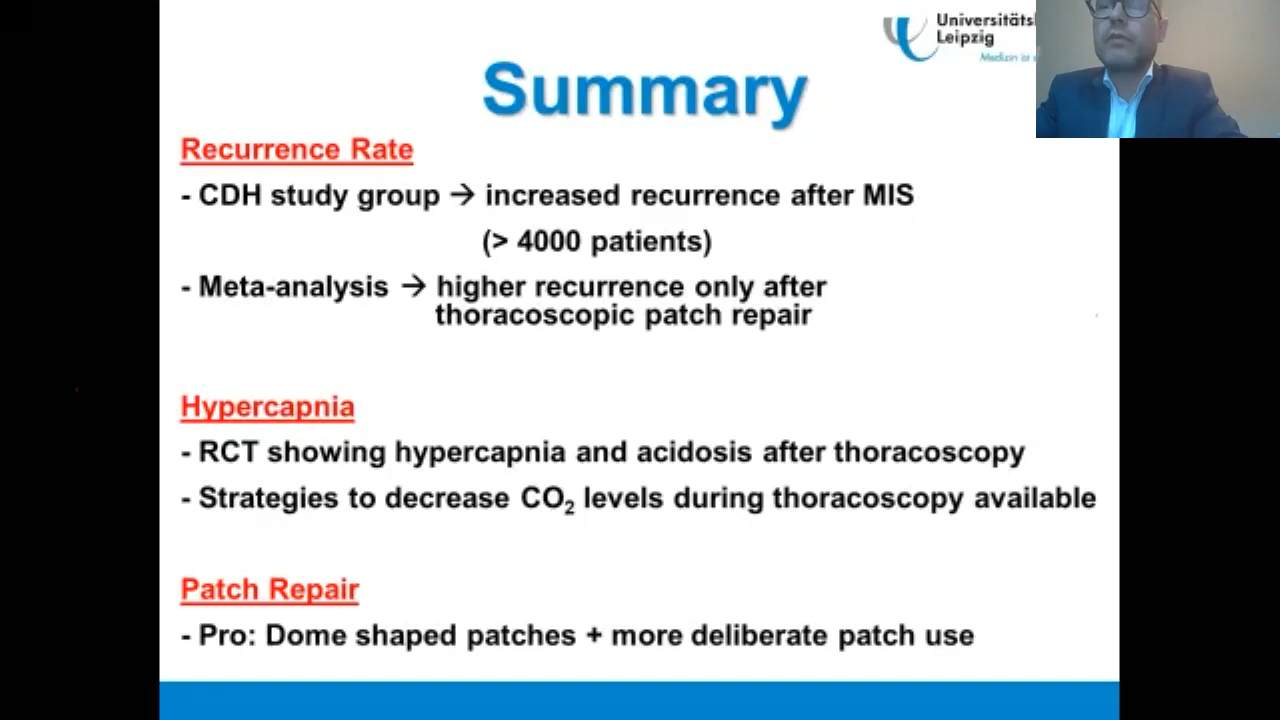 Universitäts
Leipzig
Medizin ist
Summary
Recurrence Rate
- CDH study group → increased recurrence after MIS
(> 4000 patients)
- Meta-analysis → higher recurrence only after
thoracoscopic patch repair
Hypercapnia
- RCT showing hypercapnia and acidosis after thoracoscopy
- Strategies to decrease CO₂ levels during thoracoscopy available
Patch Repair
- Pro: Dome shaped patches + more deliberate patch use